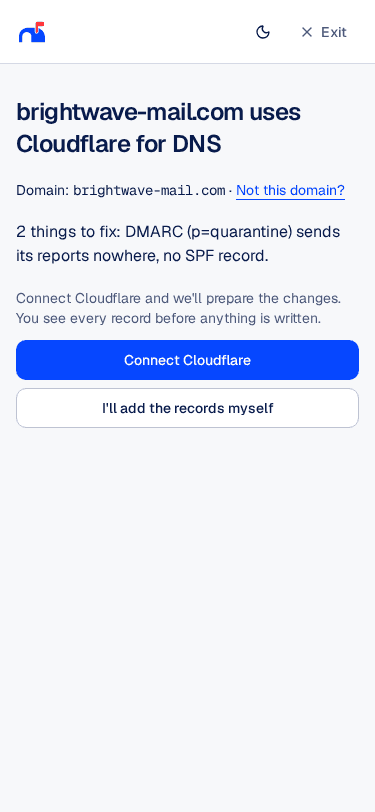 Exit
brightwave-mail.com uses
Cloudflare for DNS
Domain: brightwave-mail.com · Not this domain?
2 things to fix: DMARC (p=quarantine) sends
its reports nowhere, no SPF record.
Connect Cloudflare and we'll prepare the changes.
You see every record before anything is written.
Connect Cloudflare
I'll add the records myself